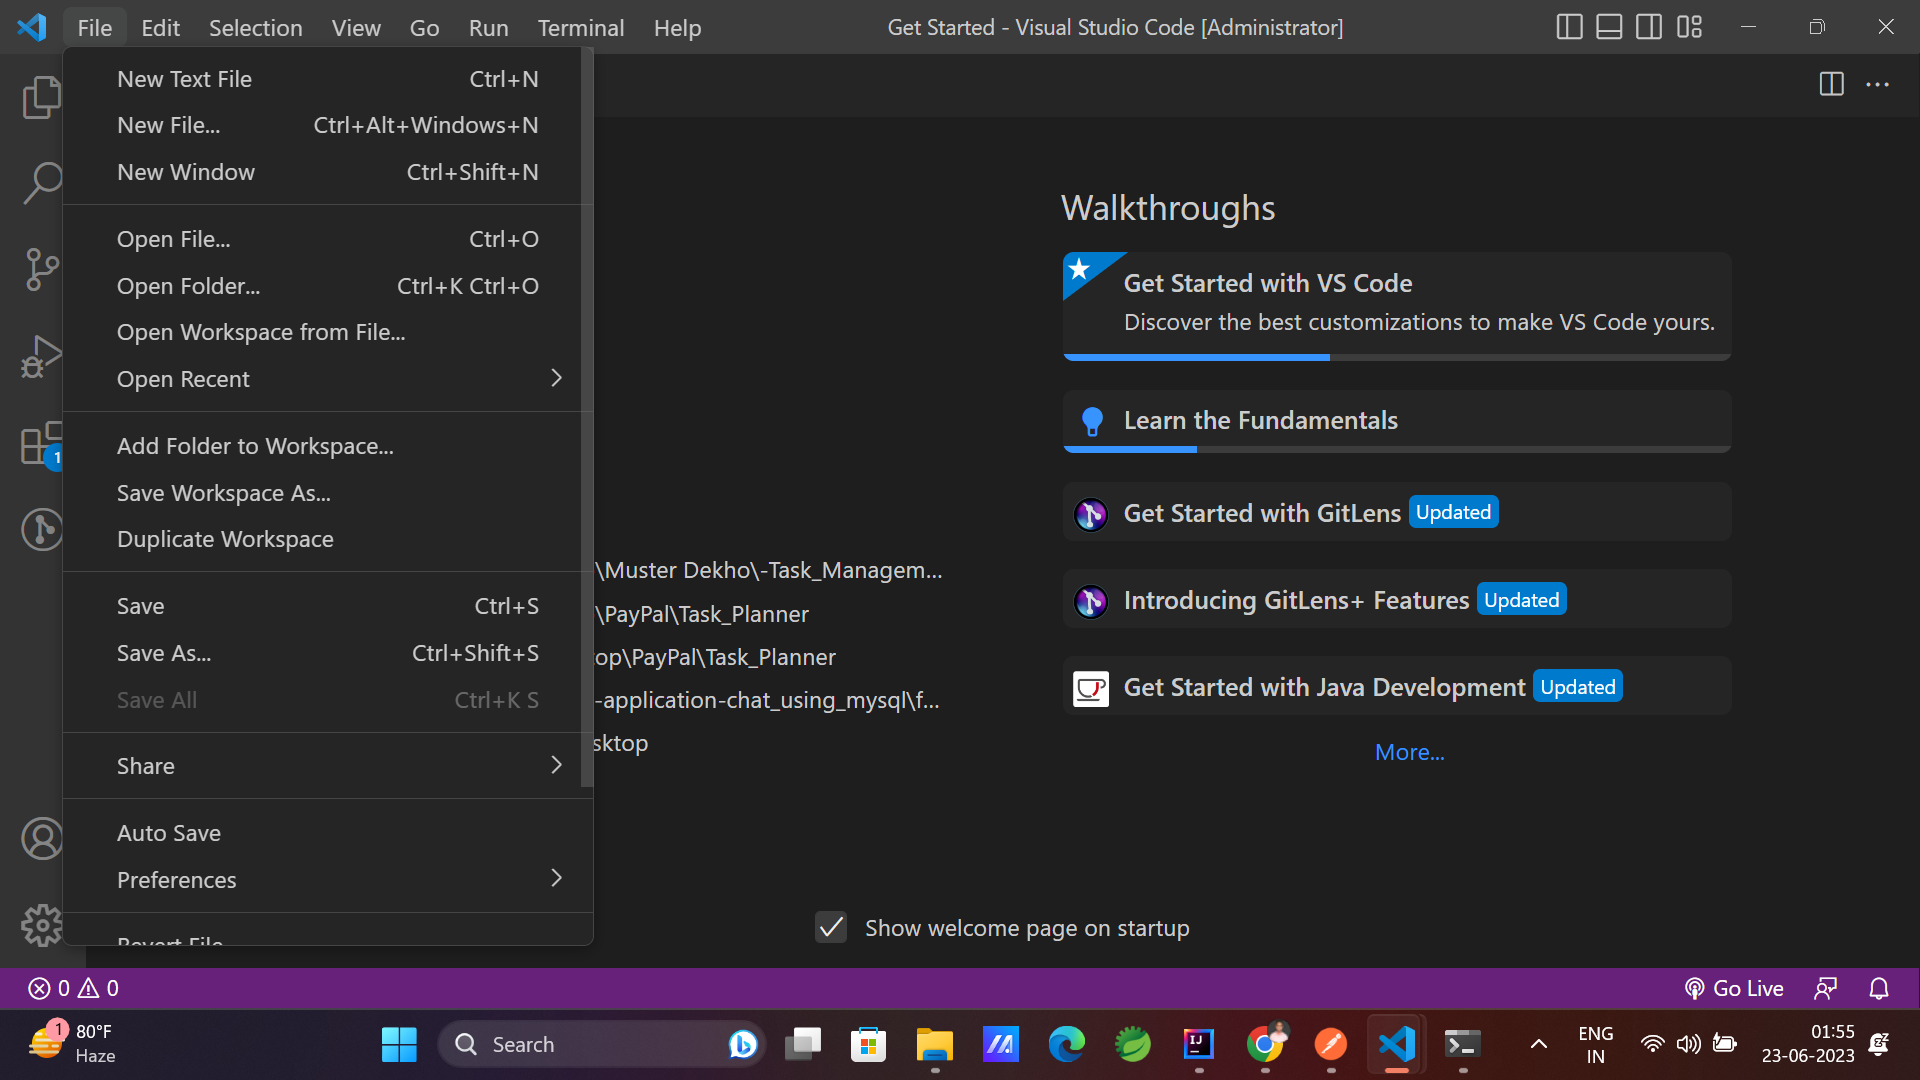 File Edit Selection View Go Run Terminal Help Get Started - Visual Studio Code [Administrator]
New Text File Ctrl+N
New File... Ctrl+Alt+Windows+N
New Window Ctrl+Shift+N
Open File... Ctrl+O
Open Folder... Ctrl+K Ctrl+O
Open Workspace from File...
Open Recent
Add Folder to Workspace...
Save Workspace As...
Duplicate Workspace
Save Ctrl+S
Save As... Ctrl+Shift+S
Save All Ctrl+K S
Share
Auto Save
Preferences
Revert File
1
\Muster Dekho\-Task_Managem...
\PayPal\Task_Planner
op\PayPal\Task_Planner
-application-chat_using_mysql\f...
sktop
Walkthroughs
Get Started with VS Code
Discover the best customizations to make VS Code yours.
Learn the Fundamentals
Get Started with GitLens Updated
Introducing GitLens+ Features Updated
Get Started with Java Development Updated
More...
Show welcome page on startup
0 0 Go Live
1 80°F
Haze
Search
IJ
ENG
IN
01:55
23-06-2023